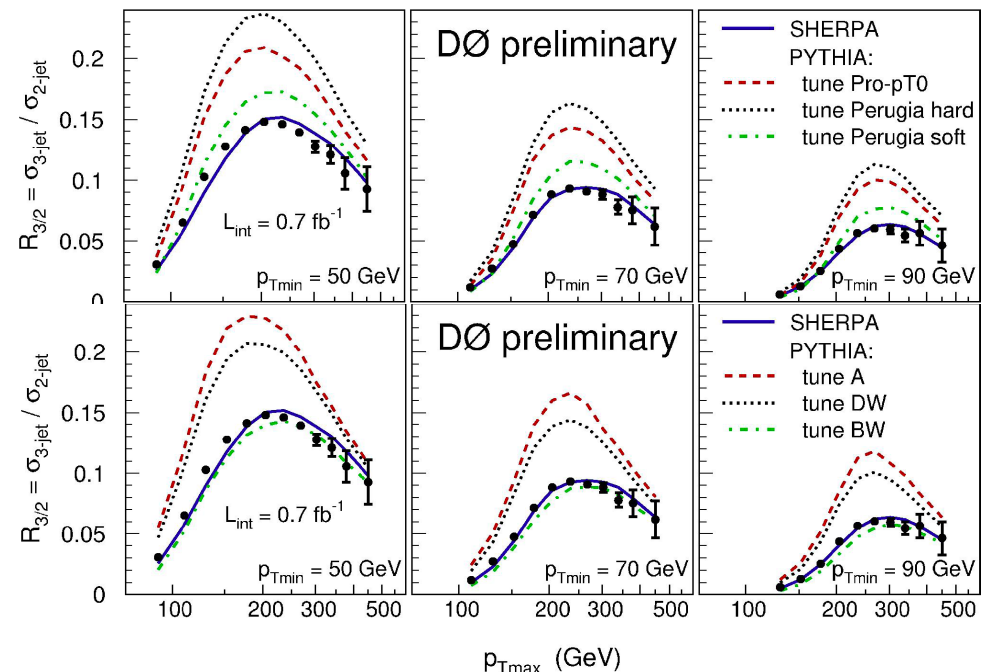 R3/2 = σ3-jet / σ2-jet
0.2
0.15
0.1
0.05
0
Lint = 0.7 fb-1
pTmin = 50 GeV
DØ preliminary
pTmin = 70 GeV
SHERPA
PYTHIA:
tune Pro-pT0
tune Perugia hard
tune Perugia soft
pTmin = 90 GeV
R3/2 = σ3-jet / σ2-jet
0.2
0.15
0.1
0.05
0
Lint = 0.7 fb-1
pTmin = 50 GeV
DØ preliminary
pTmin = 70 GeV
SHERPA
PYTHIA:
tune A
tune DW
tune BW
pTmin = 90 GeV
100 200 300 500 100 200 300 500 100 200 300 500
pTmax (GeV)